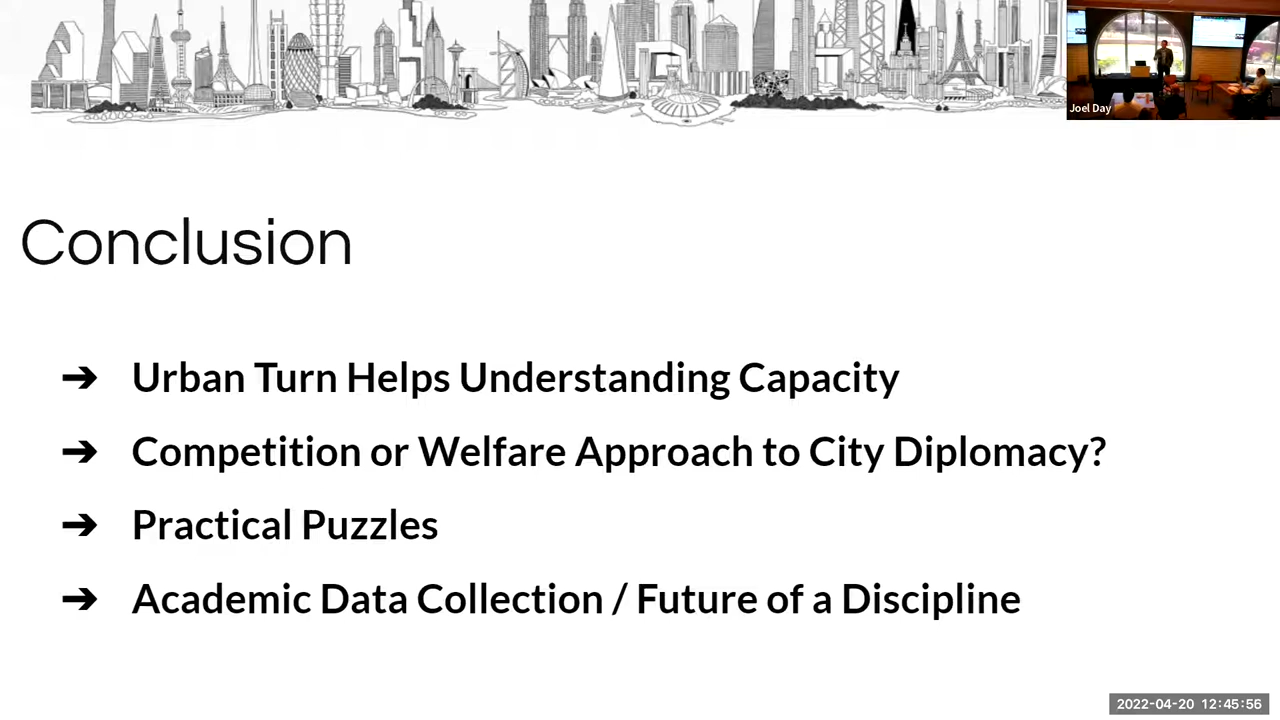 Joel Day
Conclusion
➔ Urban Turn Helps Understanding Capacity
➔ Competition or Welfare Approach to City Diplomacy?
➔ Practical Puzzles
➔ Academic Data Collection / Future of a Discipline
2022-04-20 12:45:56